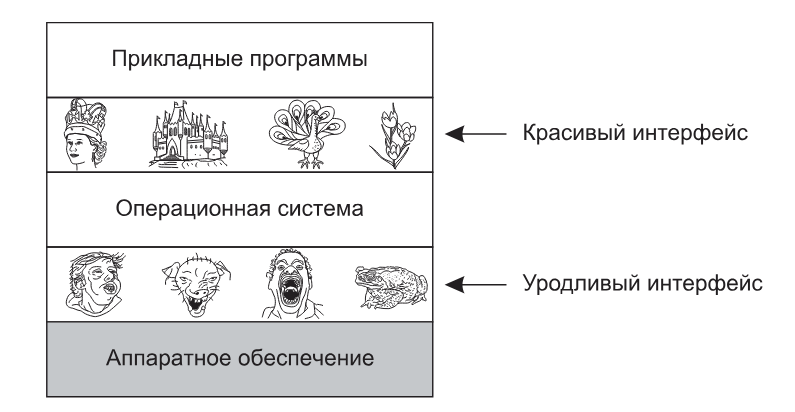 Прикладные программы
Красивый интерфейс
Операционная система
Уродливый интерфейс
Аппаратное обеспечение